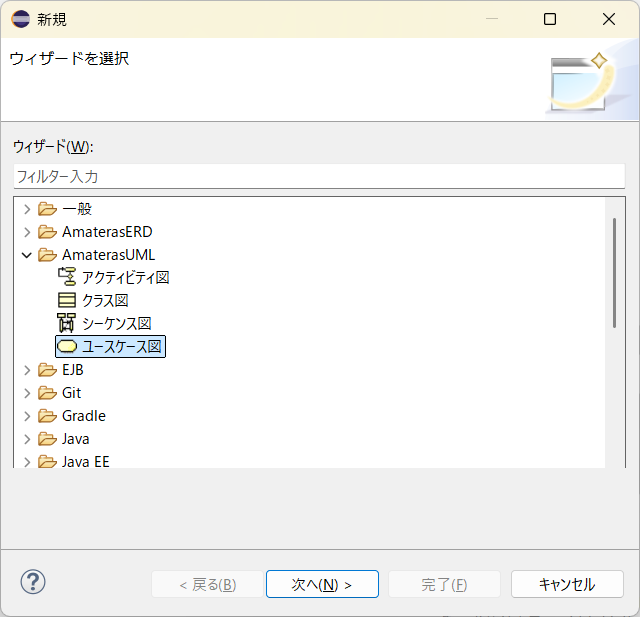 新規
ウィザードを選択
ウィザード(W):
フィルター入力
一般
AmaterasERD
AmaterasUML
アクティビティ図
クラス図
シーケンス図
ユースケース図
EJB
Git
Gradle
Java
Java EE
?
< 戻る(B) 次へ(N) > 完了(F) キャンセル